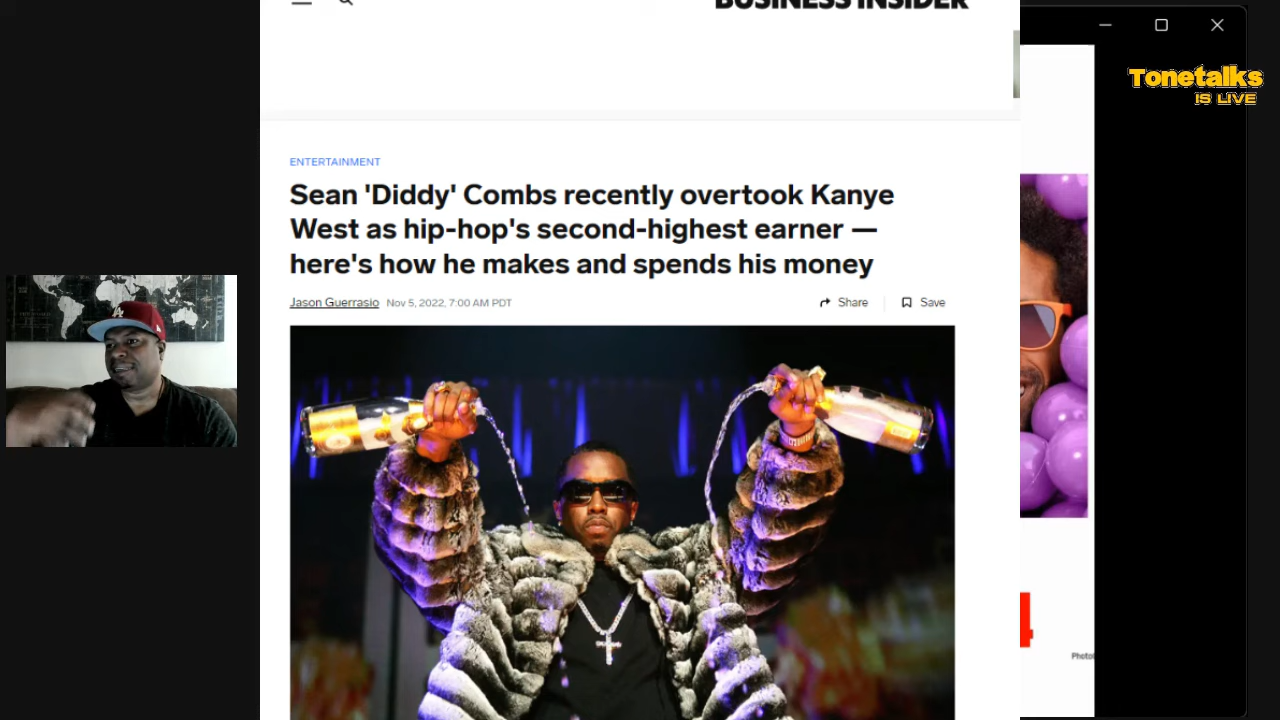 BUSINESS INSIDER
Tonetalks
IS LIVE
ENTERTAINMENT
Sean 'Diddy' Combs recently overtook Kanye
West as hip-hop's second-highest earner —
here's how he makes and spends his money
Jason Guerrasio Nov 5, 2022, 7:00 AM PDT
Share
Save
LA